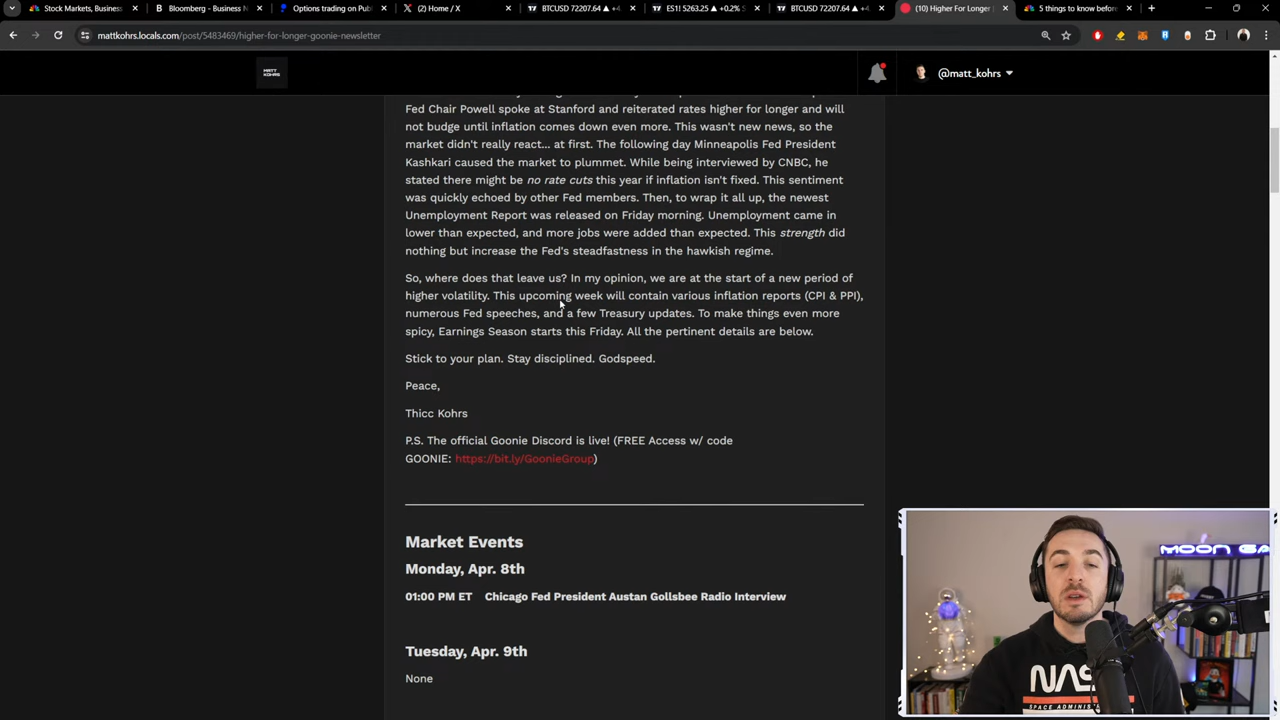 Stock Markets, Business
Bloomberg - Business N
Options trading on Pub
(2) Home / X
BTCUSD 72207.64 ▲ +4
ES1! 5263.25 ▲ +0.2% S
BTCUSD 72207.64 ▲ +4
(10) Higher For Longer
5 things to know before
mattkohrs.locals.com/post/5483469/higher-for-longer-goonie-newsletter
MATT
KOHRS
@matt_kohrs
Fed Chair Powell spoke at Stanford and reiterated rates higher for longer and will
not budge until inflation comes down even more. This wasn't new news, so the
market didn't really react... at first. The following day Minneapolis Fed President
Kashkari caused the market to plummet. While being interviewed by CNBC, he
stated there might be no rate cuts this year if inflation isn't fixed. This sentiment
was quickly echoed by other Fed members. Then, to wrap it all up, the newest
Unemployment Report was released on Friday morning. Unemployment came in
lower than expected, and more jobs were added than expected. This strength did
nothing but increase the Fed's steadfastness in the hawkish regime.
So, where does that leave us? In my opinion, we are at the start of a new period of
higher volatility. This upcoming week will contain various inflation reports (CPI & PPI),
numerous Fed speeches, and a few Treasury updates. To make things even more
spicy, Earnings Season starts this Friday. All the pertinent details are below.
Stick to your plan. Stay disciplined. Godspeed.
Peace,
Thicc Kohrs
P.S. The official Goonie Discord is live! (FREE Access w/ code
GOONIE: https://bit.ly/GoonieGroup)
Market Events
Monday, Apr. 8th
01:00 PM ET Chicago Fed President Austan Gollsbee Radio Interview
Tuesday, Apr. 9th
None
MOON GA
NAS
SPACE ADMINIS